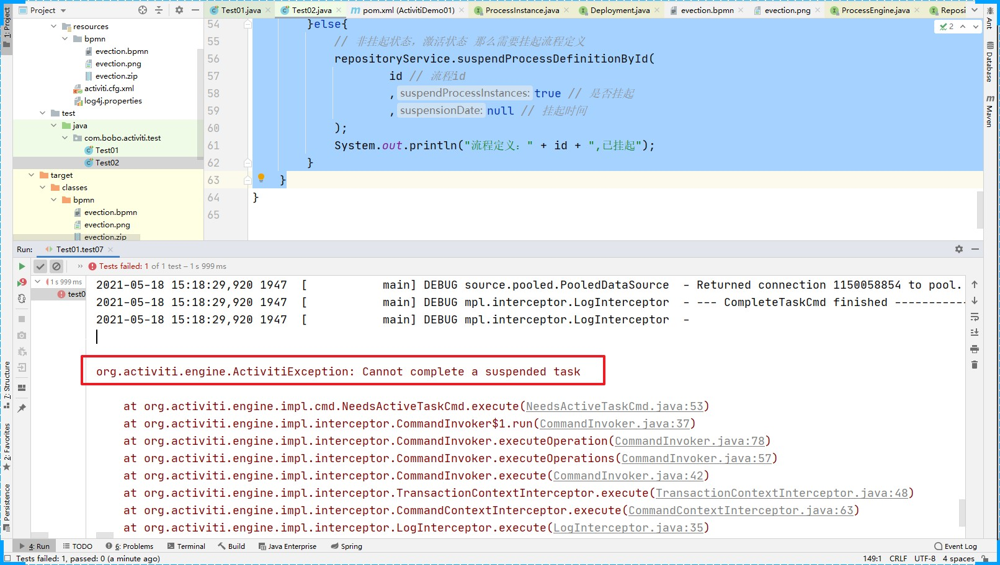 1: Project
Project
Test01.java
Test02.java
pom.xml (ActivitiDemo01)
ProcessInstance.java
Deployment.java
evection.bpmn
evection.png
ProcessEngine.java
Reposi
resources
bpmn
evection.bpmn
evection.png
evection.zip
activiti.cfg.xml
log4j.properties
test
java
com.bobo.activiti.test
Test01
Test02
target
classes
bpmn
evection.bpmn
evection.png
evection.zip
54 }else{
55 // 非挂起状态，激活状态 那么需要挂起流程定义
56 repositoryService.suspendProcessDefinitionById(
57 id // 流程id
58 , suspendProcessInstances: true // 是否挂起
59 , suspensionDate: null // 挂起时间
60 );
61 System.out.println("流程定义：" + id + ",已挂起");
62 }
63 }
64 }
65
2
Ant
Database
Maven
Run: Test01.test07
Tests failed: 1 of 1 test – 1 s 999 ms
1 s 999 ms
test0
2021-05-18 15:18:29,920 1947 [ main] DEBUG source.pooled.PooledDataSource - Returned connection 1150058854 to pool.
2021-05-18 15:18:29,920 1947 [ main] DEBUG mpl.interceptor.LogInterceptor - --- CompleteTaskCmd finished -----------
2021-05-18 15:18:29,920 1947 [ main] DEBUG mpl.interceptor.LogInterceptor -
org.activiti.engine.ActivitiException: Cannot complete a suspended task
at org.activiti.engine.impl.cmd.NeedsActiveTaskCmd.execute(NeedsActiveTaskCmd.java:53)
at org.activiti.engine.impl.interceptor.CommandInvoker$1.run(CommandInvoker.java:37)
at org.activiti.engine.impl.interceptor.CommandInvoker.executeOperation(CommandInvoker.java:78)
at org.activiti.engine.impl.interceptor.CommandInvoker.executeOperations(CommandInvoker.java:57)
at org.activiti.engine.impl.interceptor.CommandInvoker.execute(CommandInvoker.java:42)
at org.activiti.engine.impl.interceptor.TransactionContextInterceptor.execute(TransactionContextInterceptor.java:48)
at org.activiti.engine.impl.interceptor.CommandContextInterceptor.execute(CommandContextInterceptor.java:63)
at org.activiti.engine.impl.interceptor.LogInterceptor.execute(LogInterceptor.java:35)
7: Structure
2: Favorites
Persistence
4: Run
TODO
6: Problems
Terminal
Build
Java Enterprise
Spring
Event Log
Tests failed: 1, passed: 0 (a minute ago)
149:1 CRLF UTF-8 4 spaces